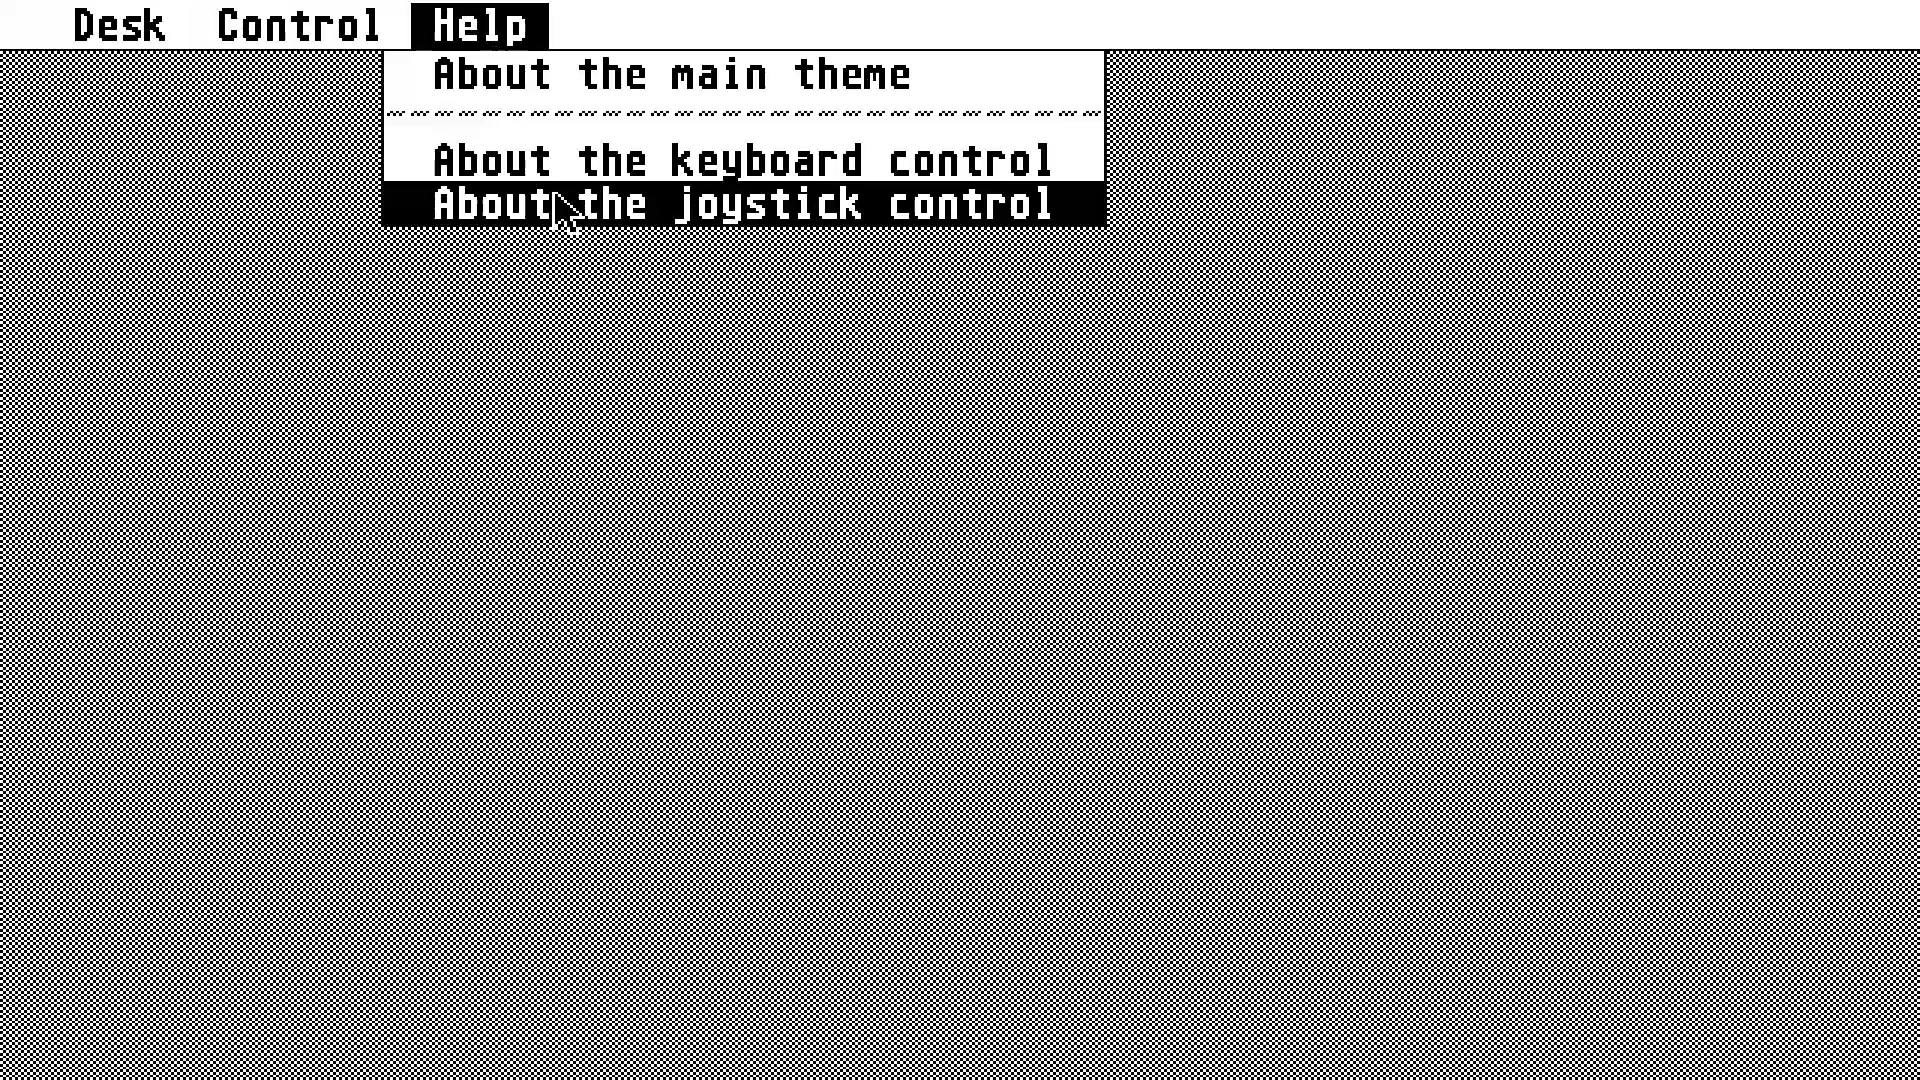 Desk Control Help
About the main theme
About the keyboard control
About the joystick control